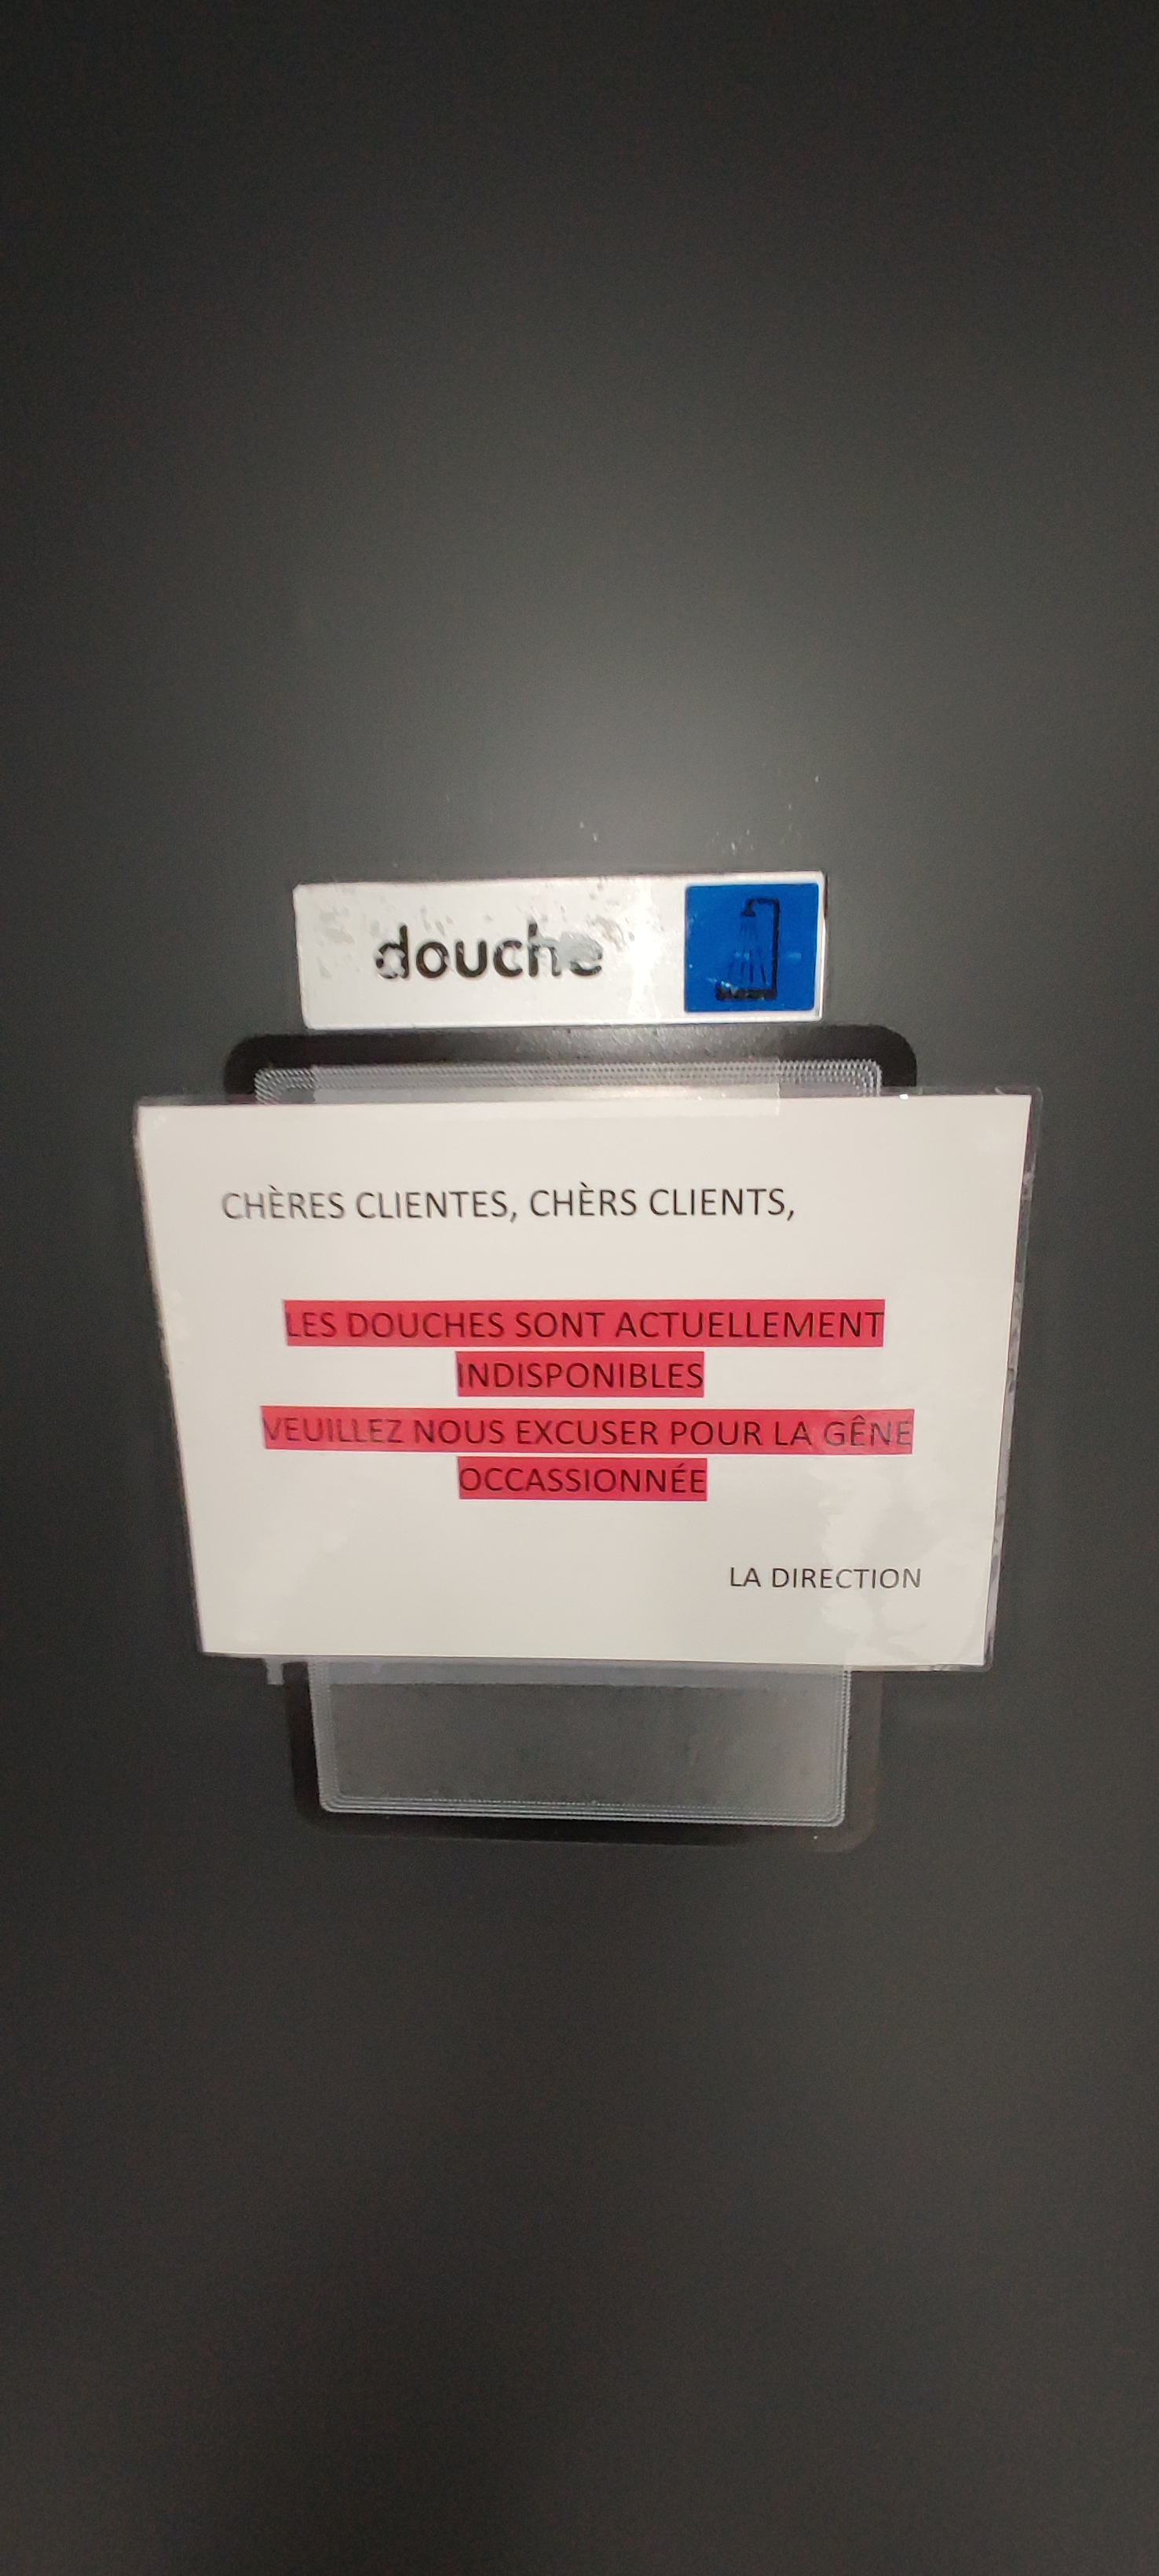 douche
CHÈRES CLIENTES, CHÈRS CLIENTS,
LES DOUCHES SONT ACTUELLEMENT
INDISPONIBLES
VEUILLEZ NOUS EXCUSER POUR LA GÊNE
OCCASSIONNÉE
LA DIRECTION